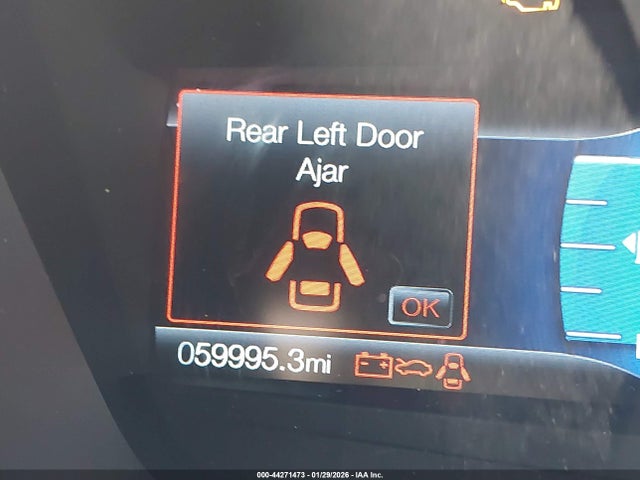 Rear Left Door
Ajar
OK
059995.3mi
000-44271473 - 01/29/2026 - IAA Inc.